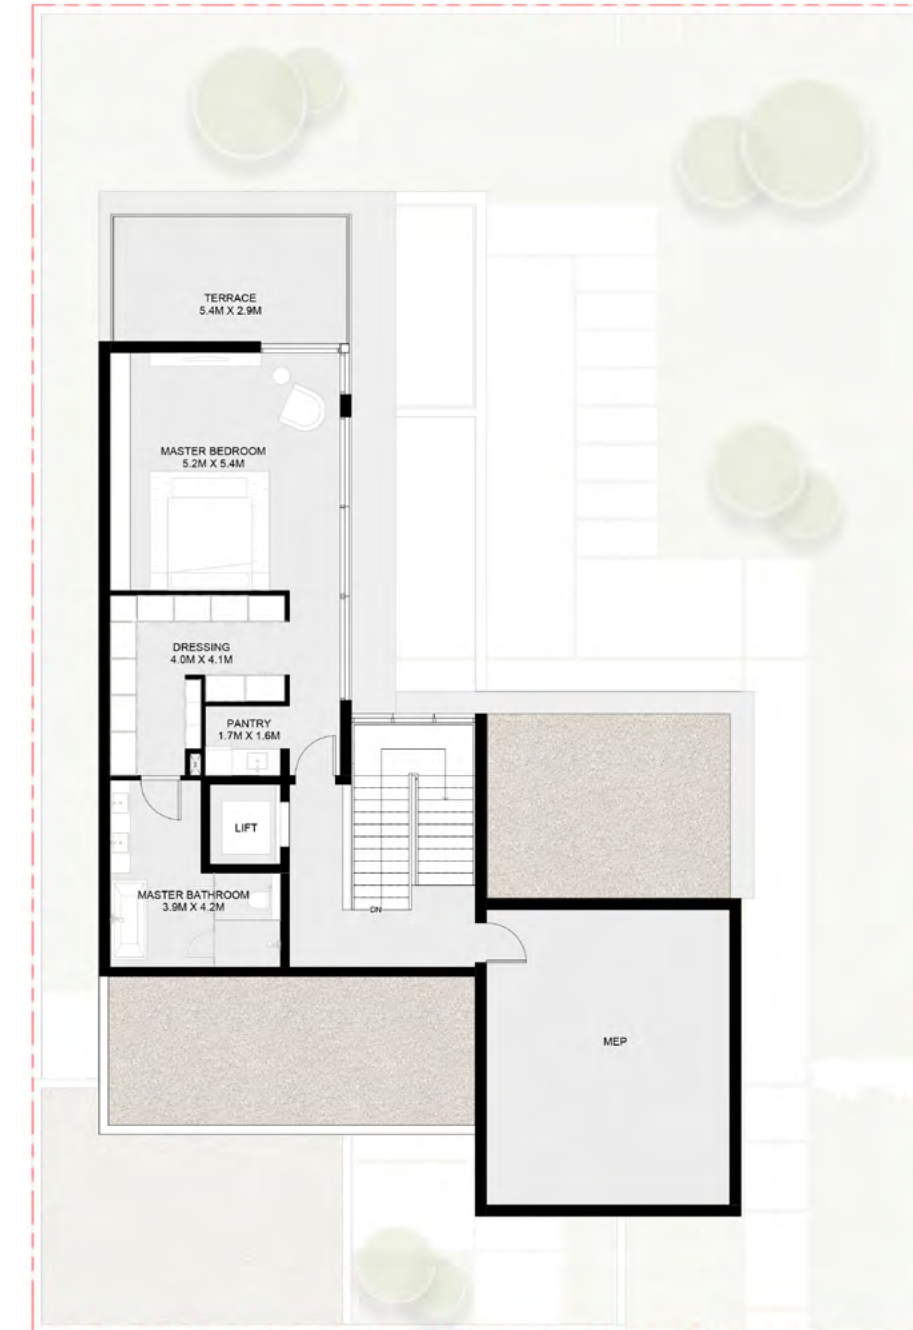 TERRACE
5.4M X 2.9M
MASTER BEDROOM
5.2M X 5.4M
DRESSING
4.0M X 4.1M
PANTRY
1.7M X 1.6M
LIFT
MASTER BATHROOM
3.9M X 4.2M
DN
MEP